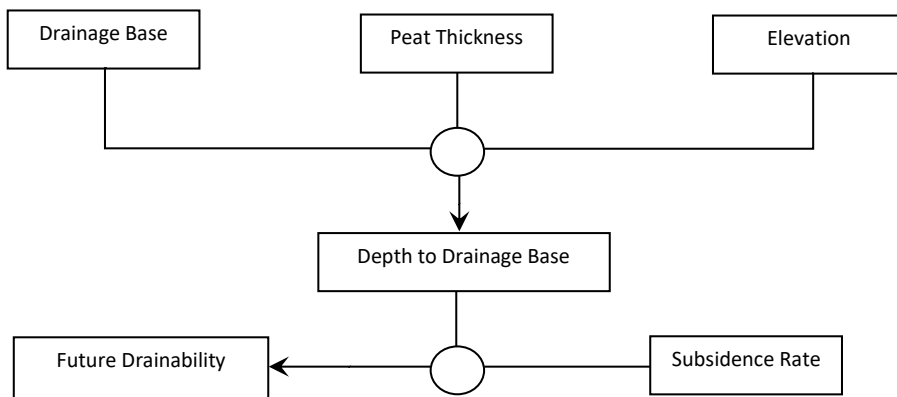 Drainage Base
Peat Thickness
Elevation
Depth to Drainage Base
Future Drainability
Subsidence Rate